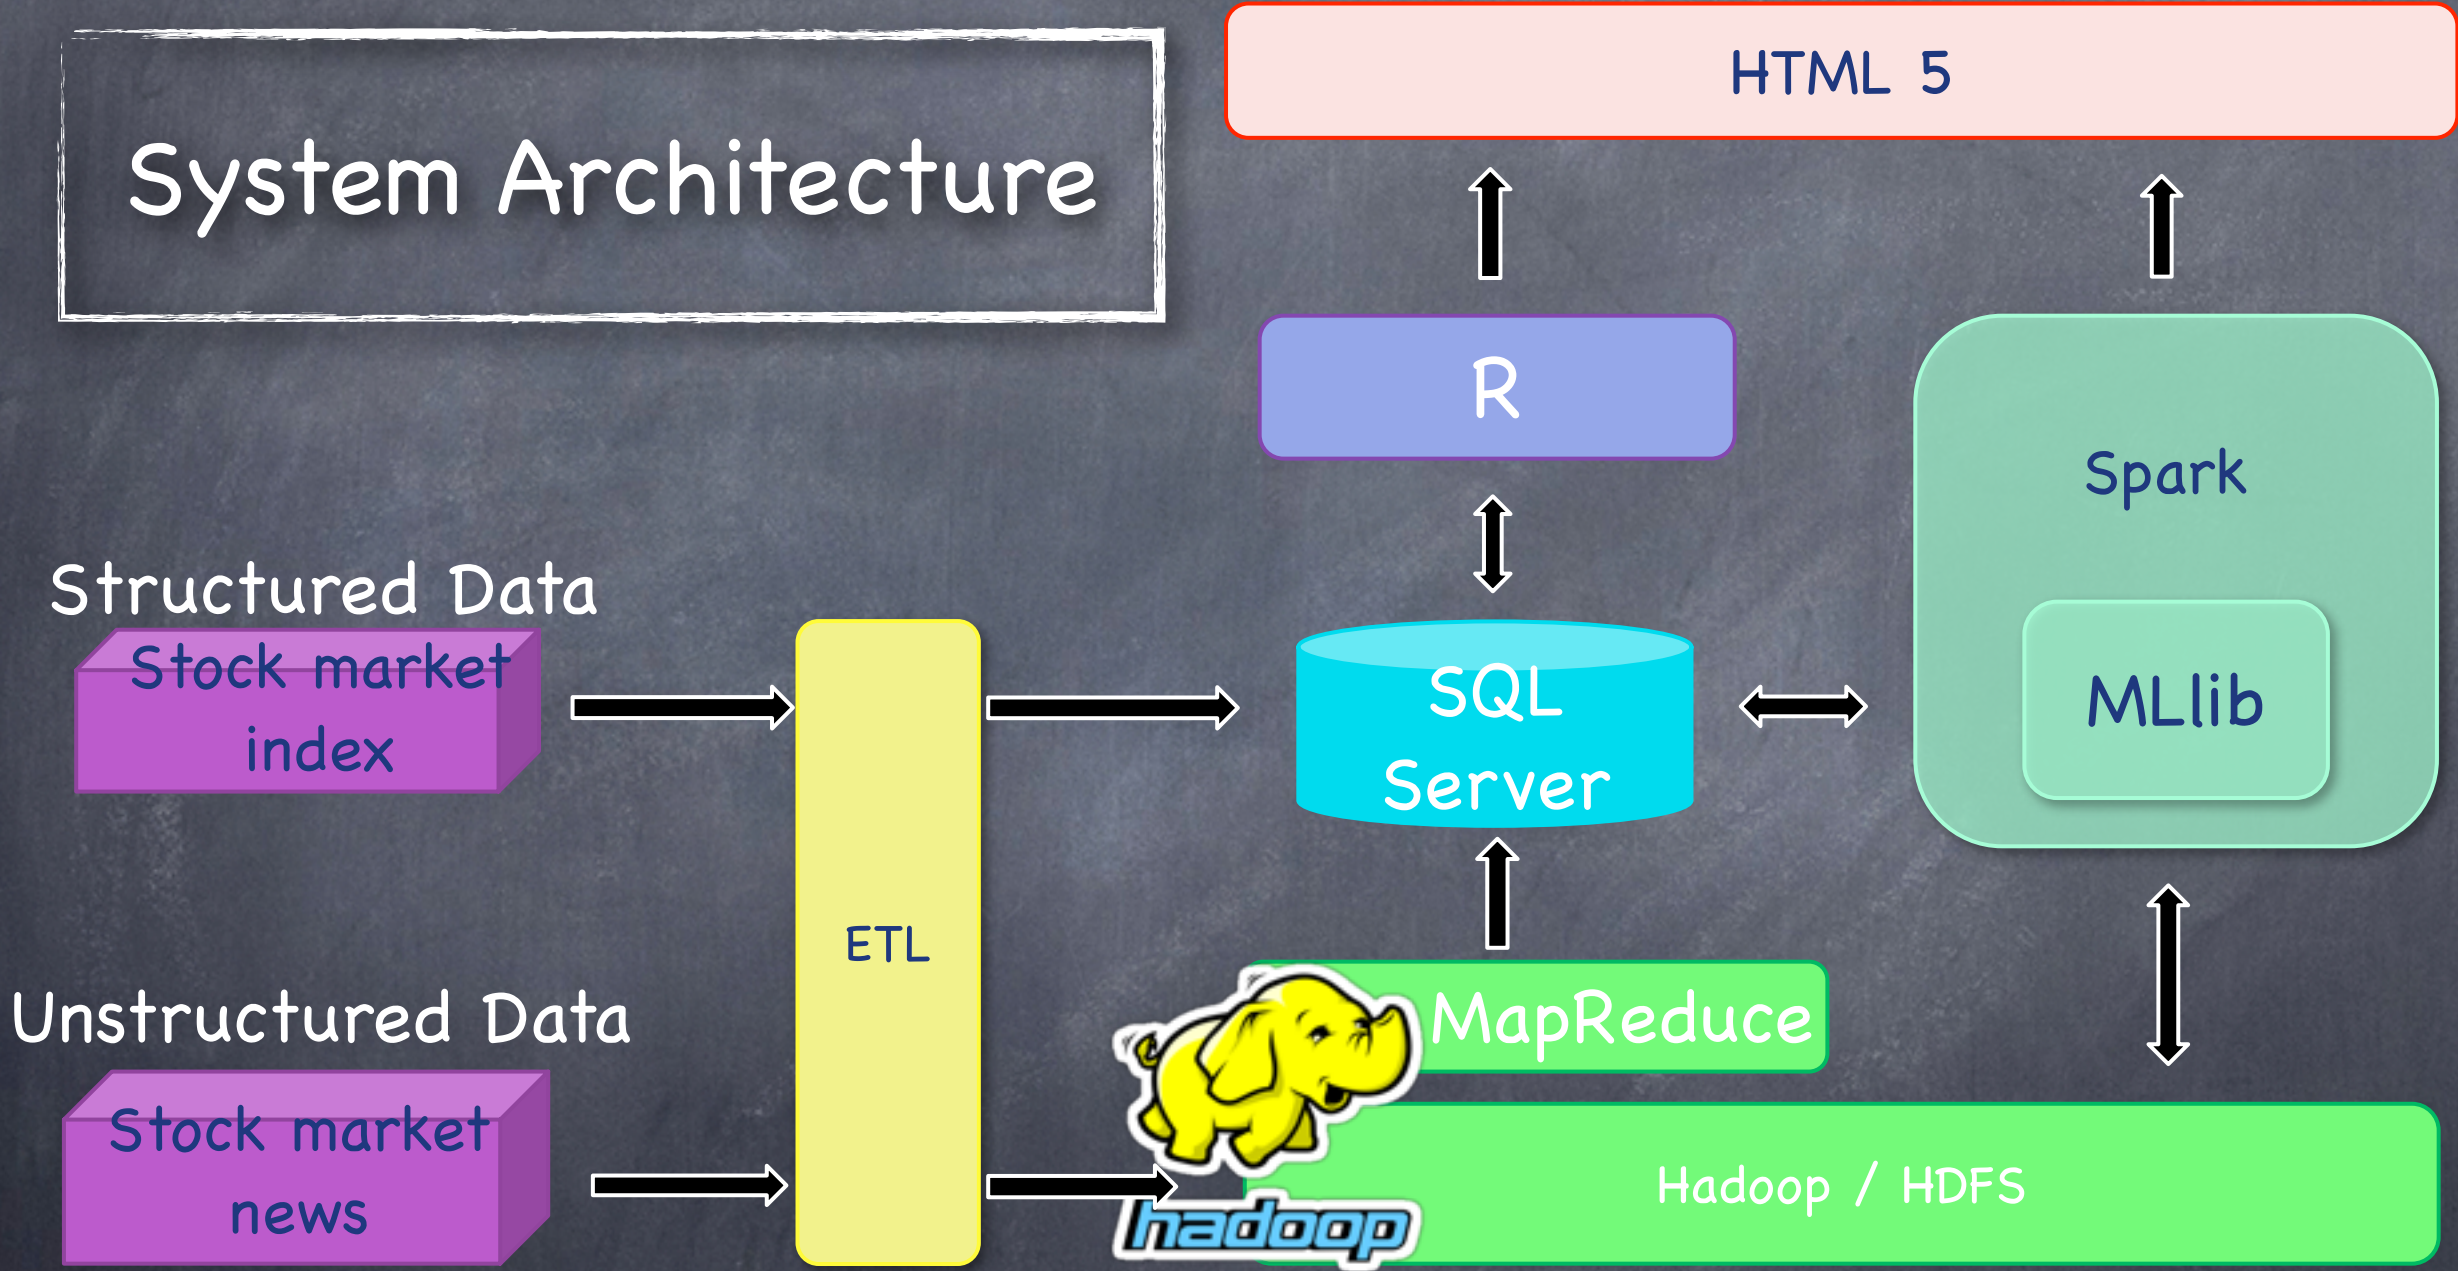 System Architecture
HTML 5
R
Spark
MLlib
Structured Data
Stock market
index
ETL
SQL
Server
Unstructured Data
Stock market
news
MapReduce
Hadoop / HDFS
hadoop